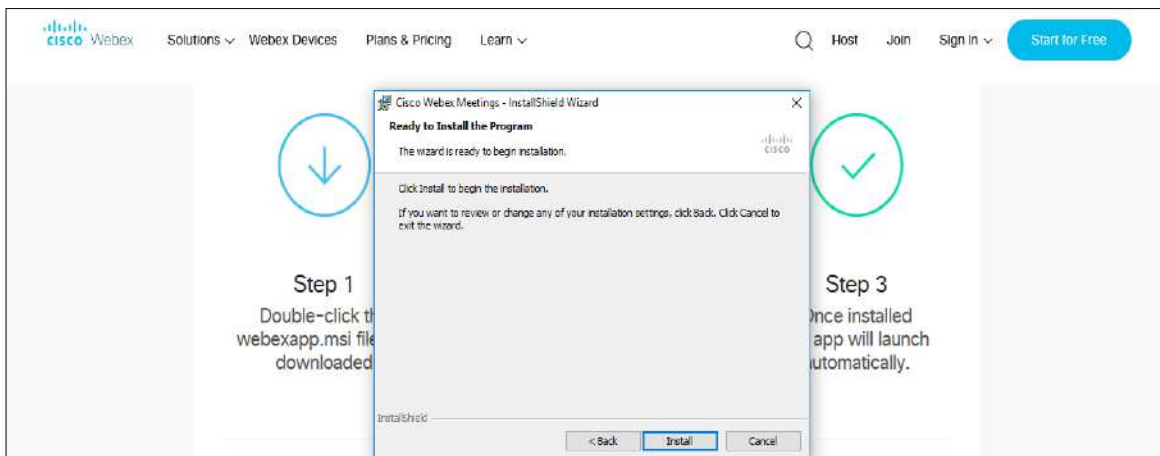 CISCO Webex Solutions Webex Devices Plans & Pricing Learn Host Join Sign In Start for Free
Cisco Webex Meetings - InstallShield Wizard
Ready to Install the Program
The wizard is ready to begin installation.
CISCO
Click Install to begin the installation.
If you want to review or change any of your installation settings, click Back. Click Cancel to
exit the wizard.
InstallShield
< Back Install Cancel
Step 1
Double-click
webexapp.msi
downloaded
Step 3
installed
app will launch
automatically.